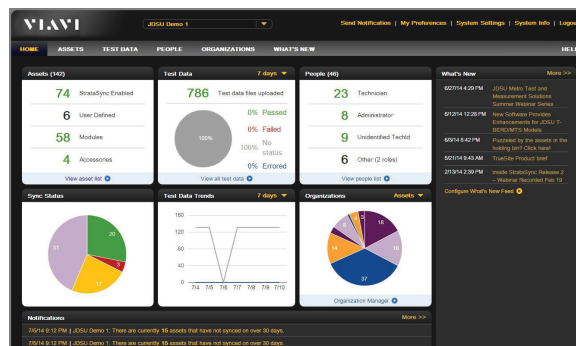 VIAVI
JDSU Demo 1
Send Notification | My Preferences | System Settings | System Info | Logout
HOME ASSETS TEST DATA PEOPLE ORGANIZATIONS WHAT'S NEW HEL
Assets (142)
74 StrataSync Enabled
6 User Defined
58 Modules
4 Accessories
View asset list
Test Data 7 days
786 Test data files uploaded
100%
0% Passed
0% Failed
100% No status
0% Errored
View all test data
People (46)
23 Technician
8 Administrator
9 Unidentified TechId
6 Other (2 roles)
View people list
What's New More >>
6/27/14 4:29 PM JDSU Metro Test and
Measurement Solutions
Summer Webinar Series
6/12/14 12:28 PM New Software Provides
Enhancements for JDSU T-
BERD/MTS Models
6/3/14 8:42 PM Puzzeled by the assets in the
holding tier? Click here!
5/21/14 9:43 AM TrueSite Product brief
2/13/14 2:39 PM Inside StrataSync Release 2
– Webinar Recorded Feb 19
Configure What's New Feed
Sync Status
20
3
17
31
Test Data Trends 7 days
160
120
80
40
0
7/4 7/5 7/6 7/7 7/8 7/9 7/10
Organizations Assets
18
16
37
14
8
4
3
Organization Manager
Notifications More >>
7/5/14 9:12 PM | JDSU Demo 1: There are currently 15 assets that have not synced on over 30 days.
7/5/14 9:12 PM | JDSU Demo 1: There are currently 15 assets that have not synced on over 30 days.